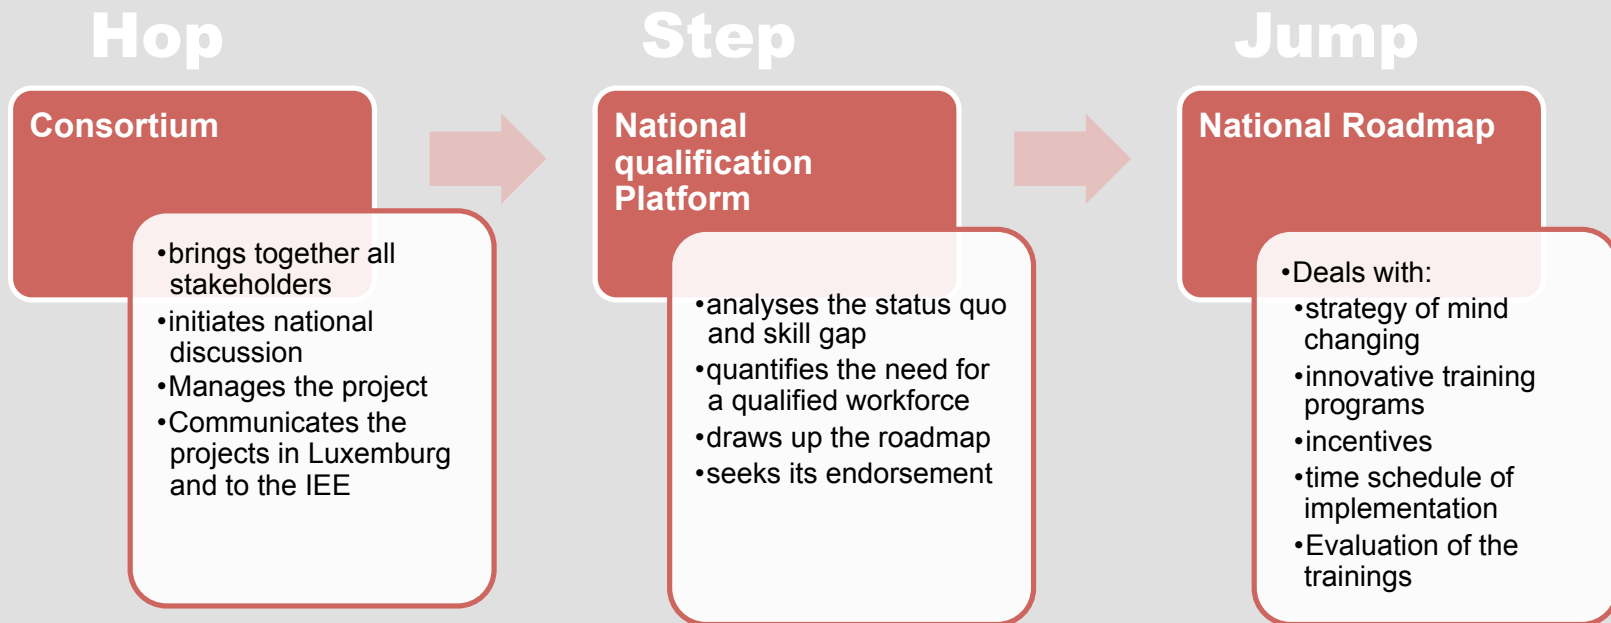 Hop
Consortium
•brings together all
stakeholders
•initiates national
discussion
•Manages the project
•Communicates the
projects in Luxemburg
and to the IEE
Step
National
qualification
Platform
•analyses the status quo
and skill gap
•quantifies the need for
a qualified workforce
•draws up the roadmap
•seeks its endorsement
Jump
National Roadmap
•Deals with:
•strategy of mind
changing
•innovative training
programs
•incentives
•time schedule of
implementation
•Evaluation of the
trainings